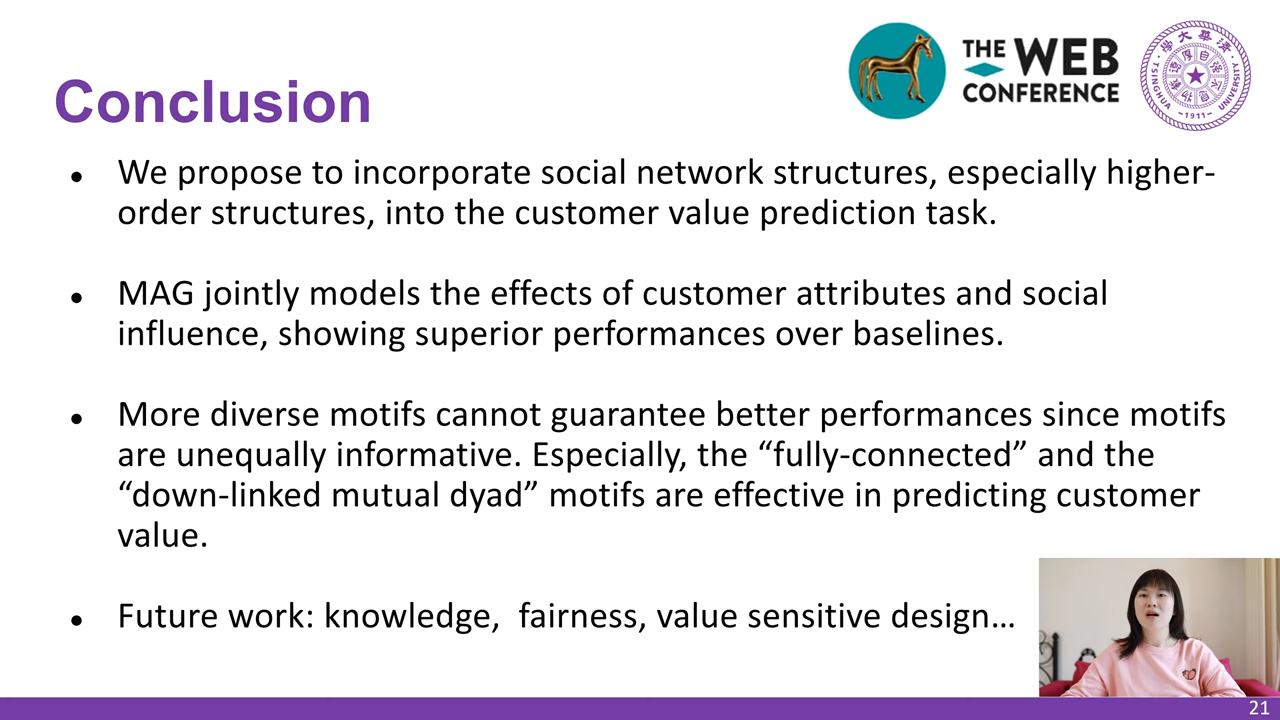 THE WEB
CONFERENCE
TSINGHUA UNIVERSITY
~1911~
Conclusion
● We propose to incorporate social network structures, especially higher-
order structures, into the customer value prediction task.
● MAG jointly models the effects of customer attributes and social
influence, showing superior performances over baselines.
● More diverse motifs cannot guarantee better performances since motifs
are unequally informative. Especially, the “fully-connected” and the
“down-linked mutual dyad” motifs are effective in predicting customer
value.
● Future work: knowledge,  fairness, value sensitive design…
21